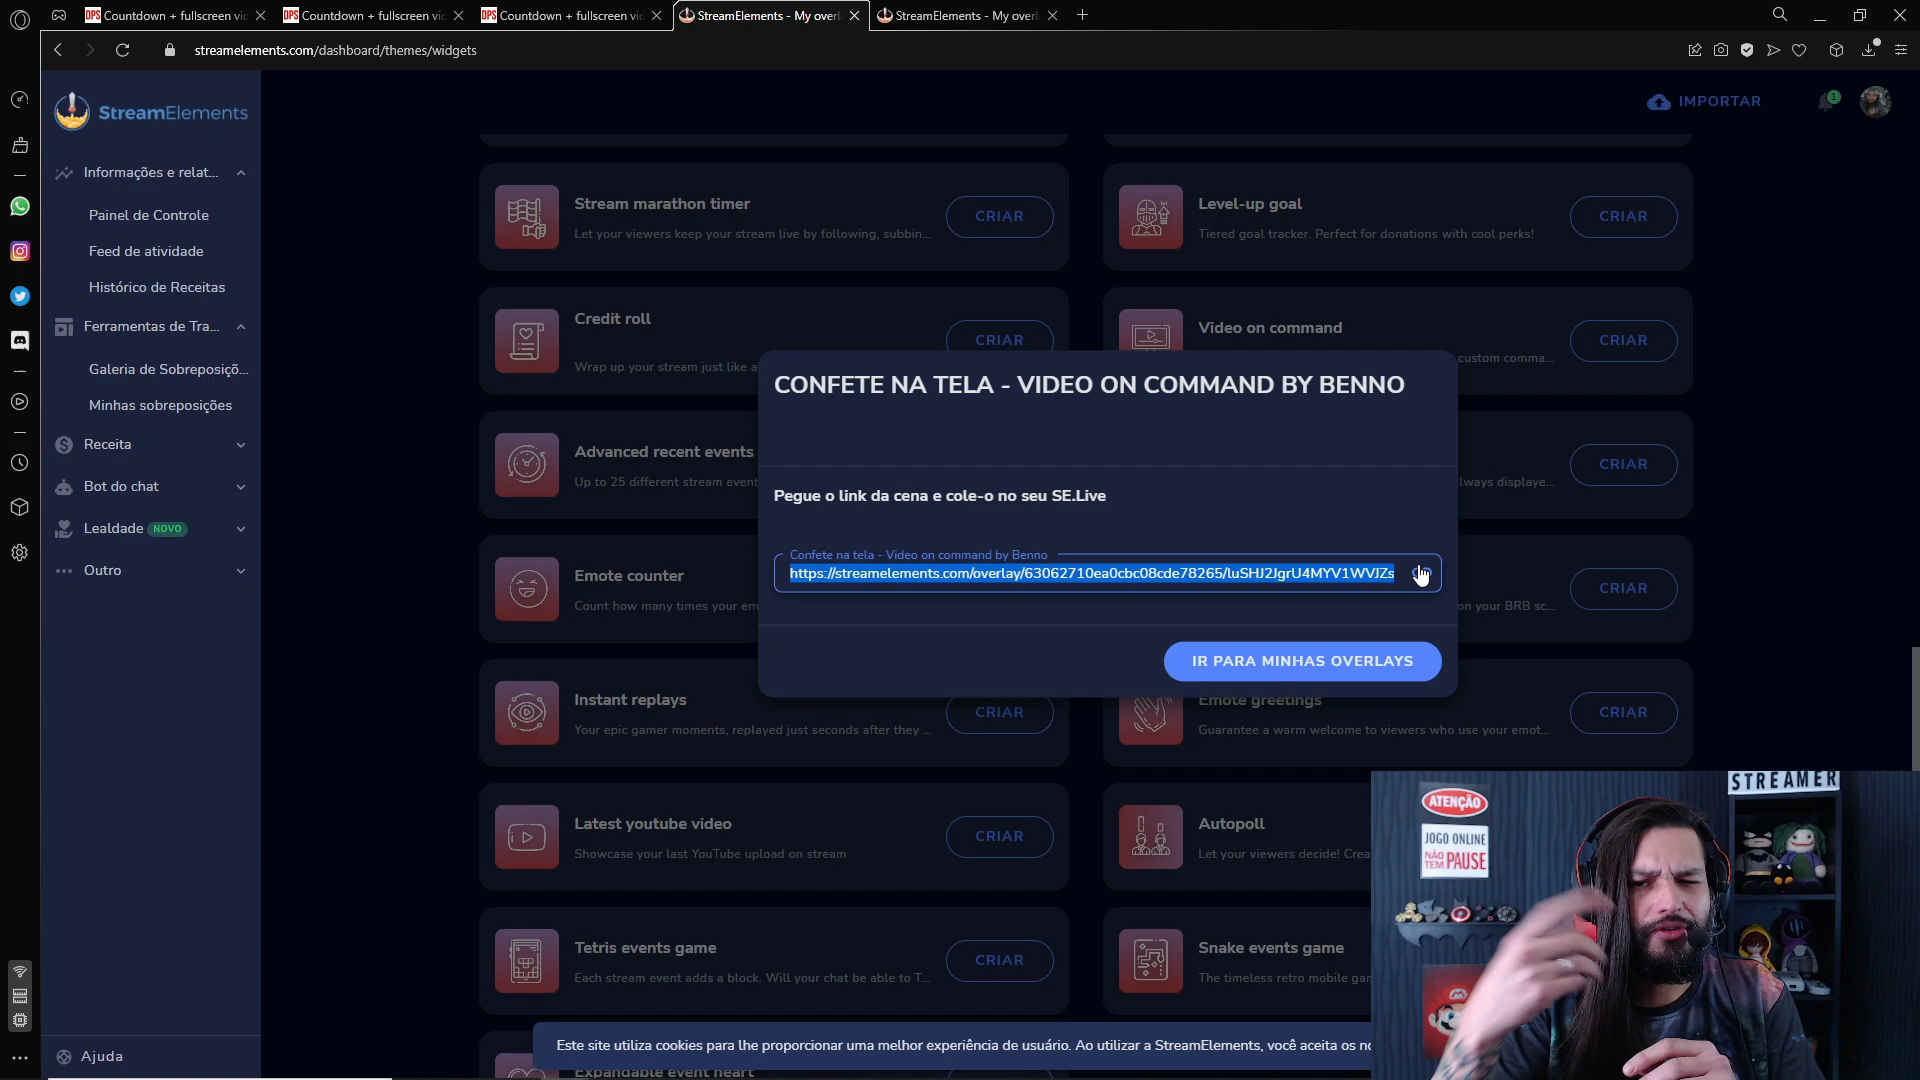 Countdown + fullscreen vi
Countdown + fullscreen vi
Countdown + fullscreen vi
StreamElements - My over
StreamElements - My over
streamelements.com/dashboard/themes/widgets
StreamElements
IMPORTAR
1
Informações e relat...
Painel de Controle
Feed de atividade
Histórico de Receitas
Ferramentas de Tra...
Galeria de Sobreposiçõ...
Minhas sobreposições
Receita
Bot do chat
Lealdade NOVO
Outro
Ajuda
Stream marathon timer
Let your viewers keep your stream live by following, subbin...
CRIAR
Level-up goal
Tiered goal tracker. Perfect for donations with cool perks!
CRIAR
Credit roll
Wrap up your stream just like a
CRIAR
Video on command
custom comma...
CRIAR
Advanced recent events
Up to 25 different stream event
lways displaye...
CRIAR
Emote counter
Count how many times your em
on your BRB sc...
CRIAR
CONFETE NA TELA - VIDEO ON COMMAND BY BENNO
Pegue o link da cena e cole-o no seu SE.Live
Confete na tela - Video on command by Benno
https://streamelements.com/overlay/63062710ea0cbc08cde78265/luSHJ2JgrU4MYV1WVJZs
IR PARA MINHAS OVERLAYS
Instant replays
Your epic gamer moments, replayed just seconds after they ...
CRIAR
Emote greetings
Guarantee a warm welcome to viewers who use your emot...
CRIAR
Latest youtube video
Showcase your last YouTube upload on stream
CRIAR
Autopoll
Let your viewers decide! Crea
Tetris events game
Each stream event adds a block. Will your chat be able to T...
CRIAR
Snake events game
The timeless retro mobile gam
Este site utiliza cookies para lhe proporcionar uma melhor experiência de usuário. Ao utilizar a StreamElements, você aceita os no
Expandable event heart
STREAMER
ATENÇÃO
JOGO ONLINE
NÃO
TEM PAUSE